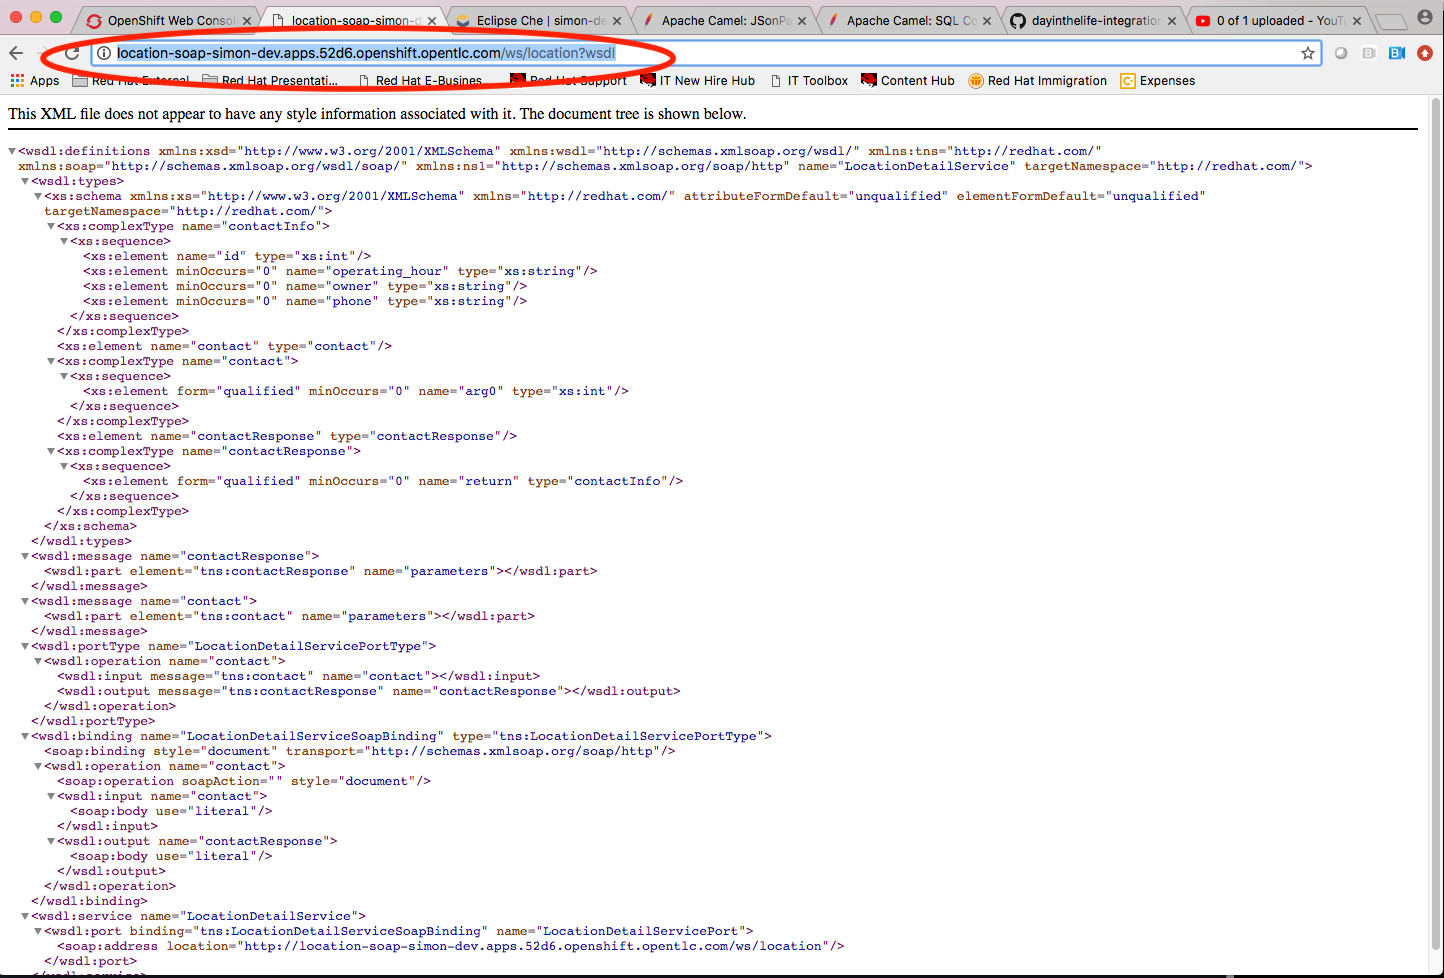 OpenShift Web Consol
location-soap-simon-d
Eclipse Che | simon-de
Apache Camel: JSonPa
Apache Camel: SQL Co
dayinthelife-integration
0 of 1 uploaded - YouTu
location-soap-simon-dev.apps.52d6.openshift.opentlc.com/ws/location?wsdl
Apps Red Hat External Red Hat Presentati... Red Hat E-Busines... Red Hat Support IT New Hire Hub IT Toolbox Content Hub Red Hat Immigration Expenses
This XML file does not appear to have any style information associated with it. The document tree is shown below.
<wsdl:definitions xmlns:xsd="http://www.w3.org/2001/XMLSchema" xmlns:wsdl="http://schemas.xmlsoap.org/wsdl/" xmlns:tns="http://redhat.com/"
xmlns:soap="http://schemas.xmlsoap.org/wsdl/soap/" xmlns:ns1="http://schemas.xmlsoap.org/soap/http" name="LocationDetailService" targetNamespace="http://redhat.com/">
<wsdl:types>
<xs:schema xmlns:xs="http://www.w3.org/2001/XMLSchema" xmlns="http://redhat.com/" attributeFormDefault="unqualified" elementFormDefault="unqualified"
targetNamespace="http://redhat.com/">
<xs:complexType name="contactInfo">
<xs:sequence>
<xs:element name="id" type="xs:int"/>
<xs:element minOccurs="0" name="operating_hour" type="xs:string"/>
<xs:element minOccurs="0" name="owner" type="xs:string"/>
<xs:element minOccurs="0" name="phone" type="xs:string"/>
</xs:sequence>
</xs:complexType>
<xs:element name="contact" type="contact"/>
<xs:complexType name="contact">
<xs:sequence>
<xs:element form="qualified" minOccurs="0" name="arg0" type="xs:int"/>
</xs:sequence>
</xs:complexType>
<xs:element name="contactResponse" type="contactResponse"/>
<xs:complexType name="contactResponse">
<xs:sequence>
<xs:element form="qualified" minOccurs="0" name="return" type="contactInfo"/>
</xs:sequence>
</xs:complexType>
</xs:schema>
</wsdl:types>
<wsdl:message name="contactResponse">
<wsdl:part element="tns:contactResponse" name="parameters"></wsdl:part>
</wsdl:message>
<wsdl:message name="contact">
<wsdl:part element="tns:contact" name="parameters"></wsdl:part>
</wsdl:message>
<wsdl:portType name="LocationDetailServicePortType">
<wsdl:operation name="contact">
<wsdl:input message="tns:contact" name="contact"></wsdl:input>
<wsdl:output message="tns:contactResponse" name="contactResponse"></wsdl:output>
</wsdl:operation>
</wsdl:portType>
<wsdl:binding name="LocationDetailServiceSoapBinding" type="tns:LocationDetailServicePortType">
<soap:binding style="document" transport="http://schemas.xmlsoap.org/soap/http"/>
<wsdl:operation name="contact">
<soap:operation soapAction="" style="document"/>
<wsdl:input name="contact">
<soap:body use="literal"/>
</wsdl:input>
<wsdl:output name="contactResponse">
<soap:body use="literal"/>
</wsdl:output>
</wsdl:operation>
</wsdl:binding>
<wsdl:service name="LocationDetailService">
<wsdl:port binding="tns:LocationDetailServiceSoapBinding" name="LocationDetailServicePort">
<soap:address location="http://location-soap-simon-dev.apps.52d6.openshift.opentlc.com/ws/location"/>
</wsdl:port>